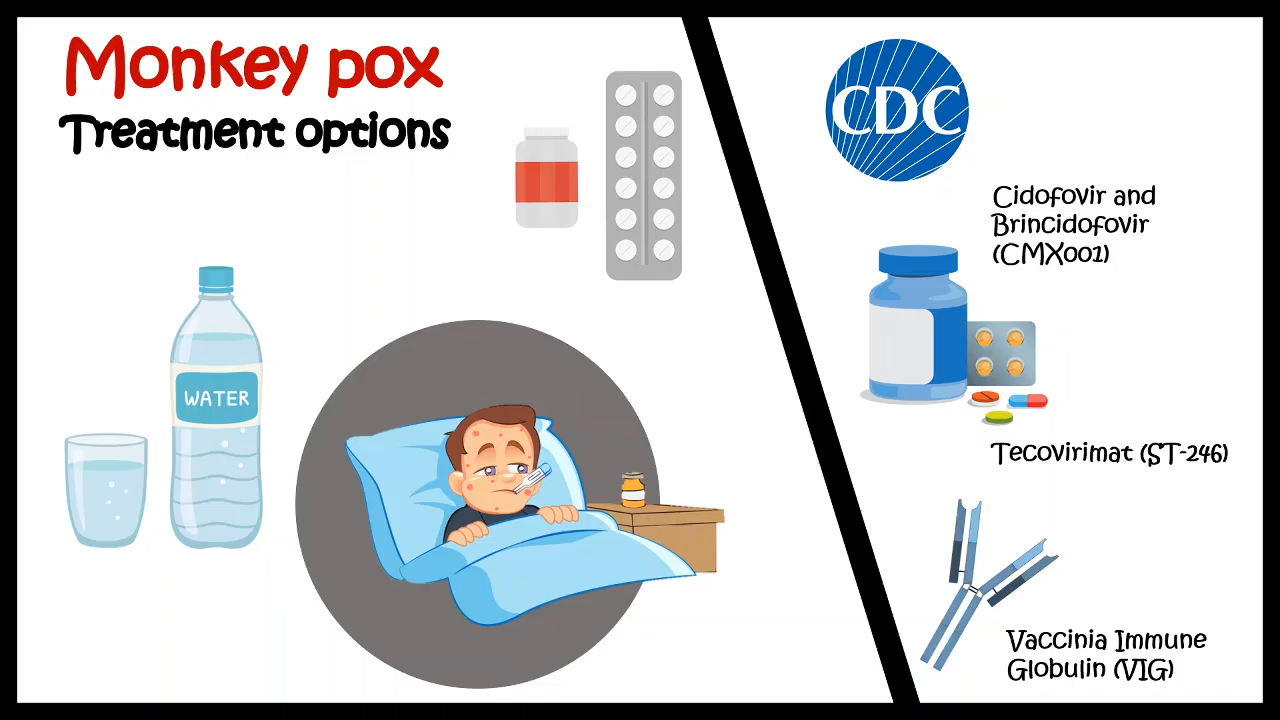 Monkey pox
Treatment options
WATER
CDC
Cidofovir and
Brincidofovir
(CMX001)
Tecovirimat (ST-246)
Vaccinia Immune
Globulin (VIG)